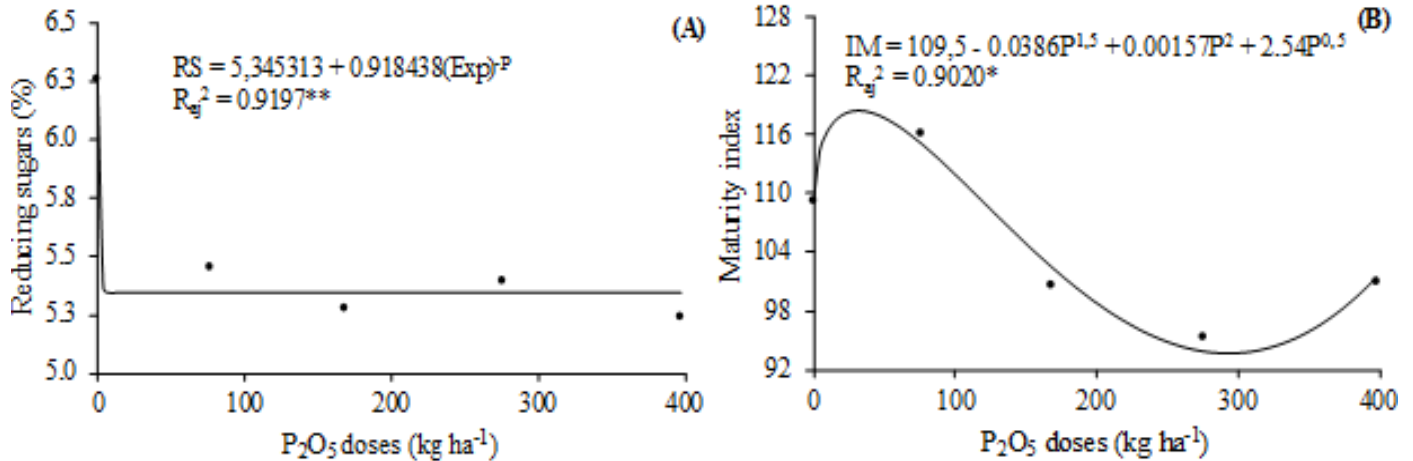 (A)
RS = 5,345313 + 0.918438(Exp)-P
Raj2 = 0.9197**
Reducing sugars (%)
6.5
6.3
6.0
5.8
5.5
5.3
5.0
0 100 200 300 400
P2O5 doses (kg ha-1)
(B)
IM = 109,5 - 0.0386P1,5 + 0.00157P2 + 2.54P0,5
Raj2 = 0.9020*
Maturity index
128
122
116
110
104
98
92
0 100 200 300 400
P2O5 doses (kg ha-1)